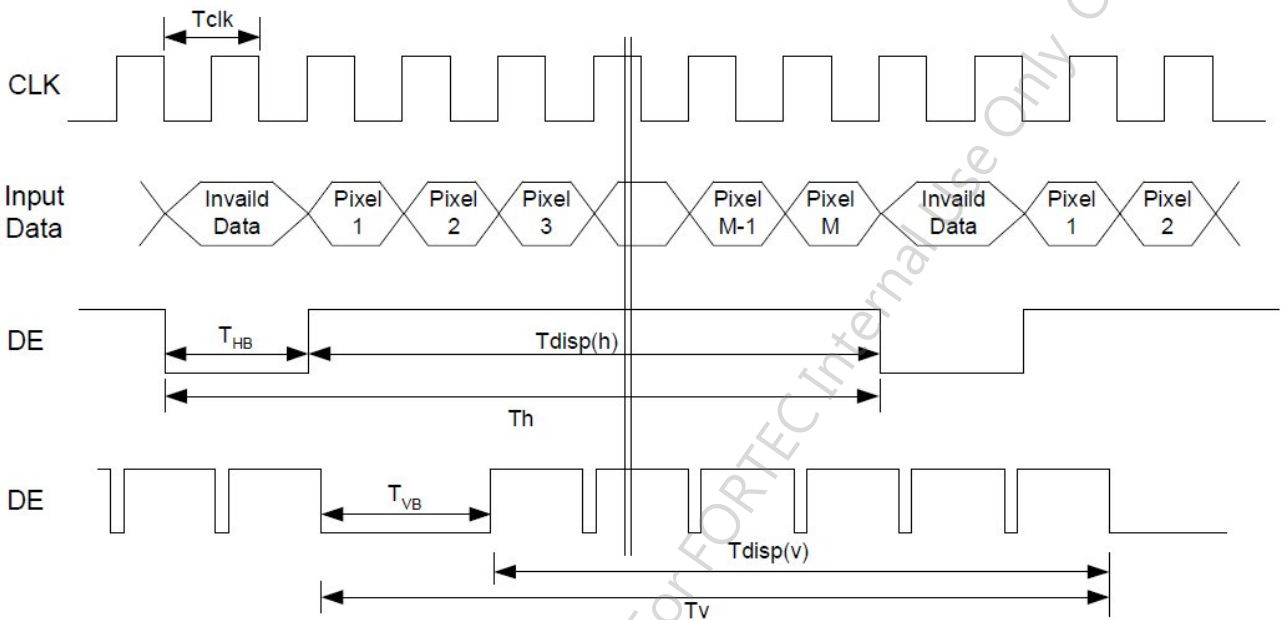 Tclk
CLK
Input
Data
Invaild
Data
Pixel
1
Pixel
2
Pixel
3
Pixel
M-1
Pixel
M
Invaild
Data
Pixel
1
Pixel
2
DE
THB
Tdisp(h)
Th
DE
TVB
Tdisp(v)
Tv
For FORTEC Internal Use Only